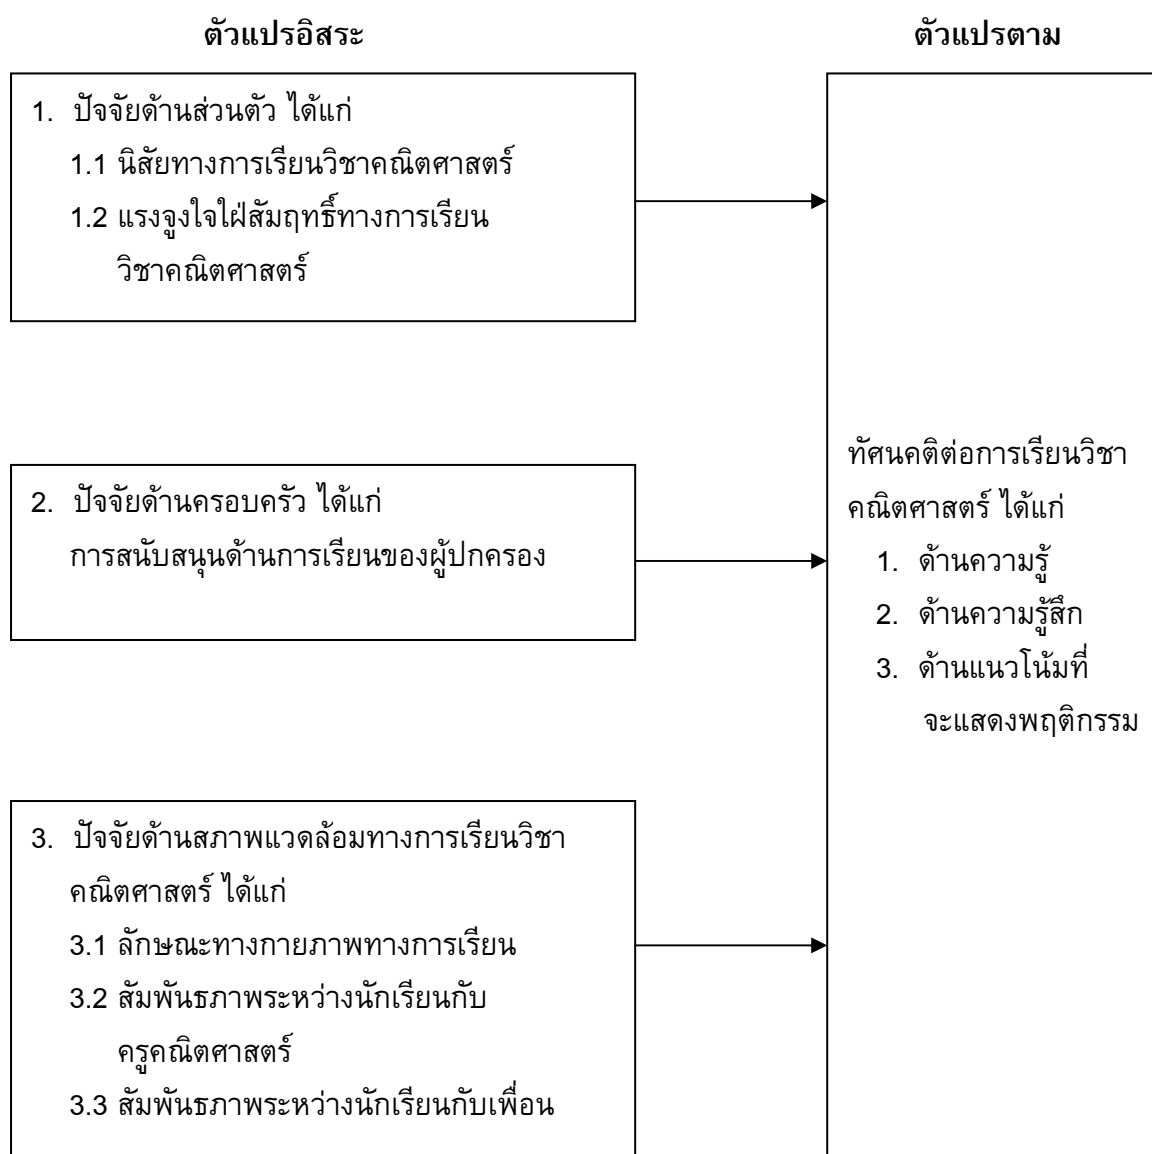 ตัวแปรอิสระ
1. ปัจจัยด้านส่วนตัว ได้แก่
1.1 นิสัยทางการเรียนวิชาคณิตศาสตร์
1.2 แรงจูงใจใฝ่สัมฤทธิ์ทางการเรียน
วิชาคณิตศาสตร์
2. ปัจจัยด้านครอบครัว ได้แก่
การสนับสนุนด้านการเรียนของผู้ปกครอง
3. ปัจจัยด้านสภาพแวดล้อมทางการเรียนวิชา
คณิตศาสตร์ ได้แก่
3.1 ลักษณะทางกายภาพทางการเรียน
3.2 สัมพันธภาพระหว่างนักเรียนกับ
ครูคณิตศาสตร์
3.3 สัมพันธภาพระหว่างนักเรียนกับเพื่อน
ตัวแปรตาม
ทัศนคติต่อการเรียนวิชา
คณิตศาสตร์ ได้แก่
1. ด้านความรู้
2. ด้านความรู้สึก
3. ด้านแนวโน้มที่
จะแสดงพฤติกรรม